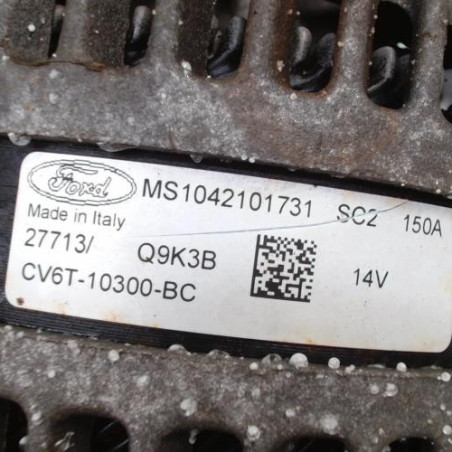 Ford MS1042101731 SC2 150A
Made in Italy
27713/ Q9K3B 14V
CV6T-10300-BC